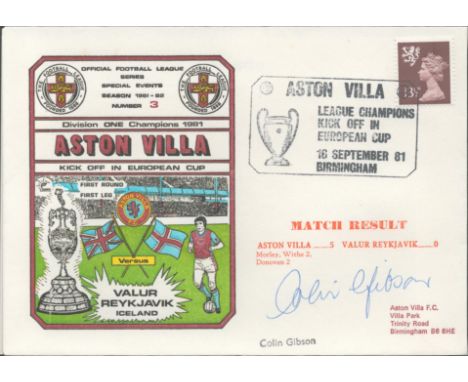 OFFICIAL FOOTBALL LEAGUE
SERIES
SPECIAL EVENTS
SEASON 1981-82
NUMBER 3
Division ONE Champions 1981
ASTON VILLA
KICK OFF IN EUROPEAN CUP
FIRST ROUND
FIRST LEG
Versus
VALUR
REYKJAVIK
ICELAND
ASTON VILLA
LEAGUE CHAMPIONS
KICK OFF IN
EUROPEAN CUP
16 SEPTEMBER 81
BIRMINGHAM
MATCH RESULT
ASTON VILLA ......5 VALUR REYKJAVIK ......0
Morley, Withe 2,
Donovan 2
Colin Gibson
Aston Villa F.C.
Villa Park
Trinity Road
Birmingham B6 6HE
Colin Gibson